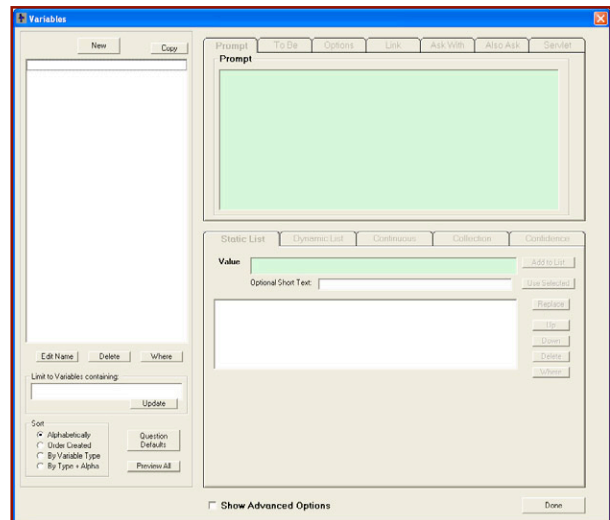 Variables
New
Copy
Edit Name
Delete
Where
Limit to Variables containing:
Update
Sort
Alphabetically
Order Created
By Variable Type
By Type + Alpha
Question
Defaults
Preview All
Prompt
To Be
Options
Link
Ask With
Also Ask
Servlet
Prompt
Static List
Dynamic List
Continuous
Collection
Confidence
Value
Add to List
Optional Short Text:
Use Selected
Replace
Up
Down
Delete
Where
Show Advanced Options
Done